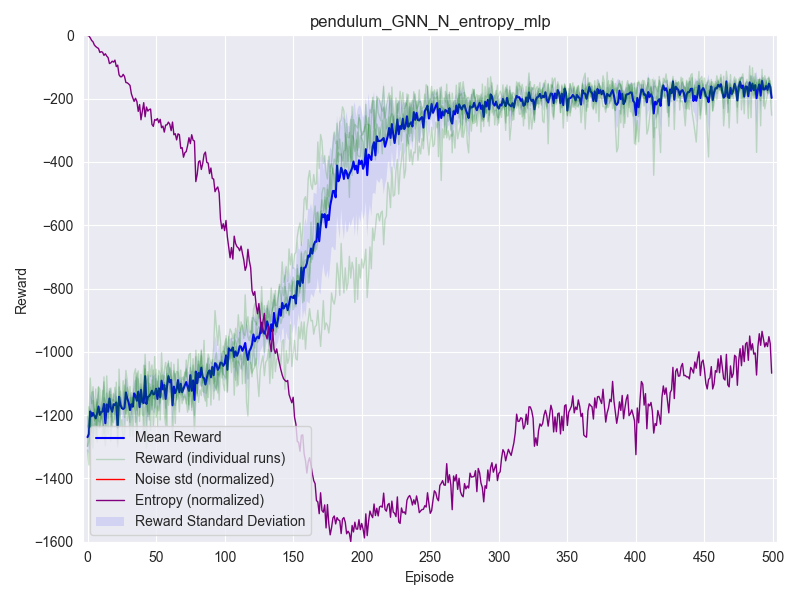 pendulum_GNN_N_entropy_mlp
Reward
0
−200
−400
−600
−800
−1000
−1200
−1400
−1600
Mean Reward
Reward (individual runs)
Noise std (normalized)
Entropy (normalized)
Reward Standard Deviation
0 50 100 150 200 250 300 350 400 450 500
Episode